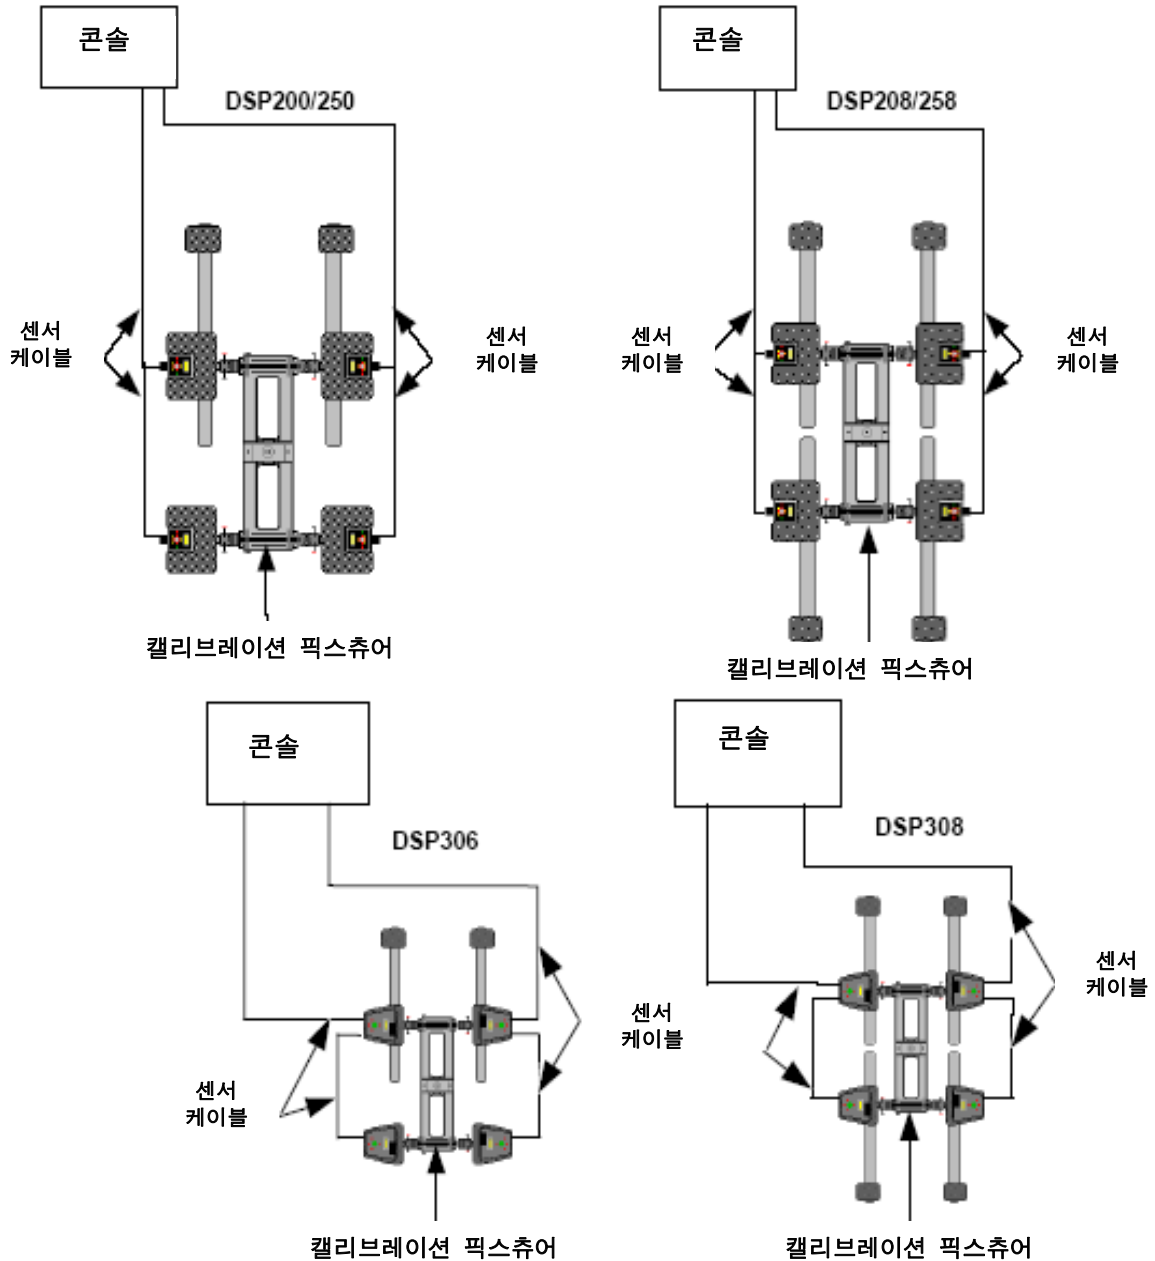 콘솔
DSP200/250
센서
케이블
센서
케이블
캘리브레이션 픽스츄어
콘솔
DSP208/258
센서
케이블
센서
케이블
캘리브레이션 픽스츄어
콘솔
DSP306
센서
케이블
센서
케이블
캘리브레이션 픽스츄어
콘솔
DSP308
센서
케이블
캘리브레이션 픽스츄어